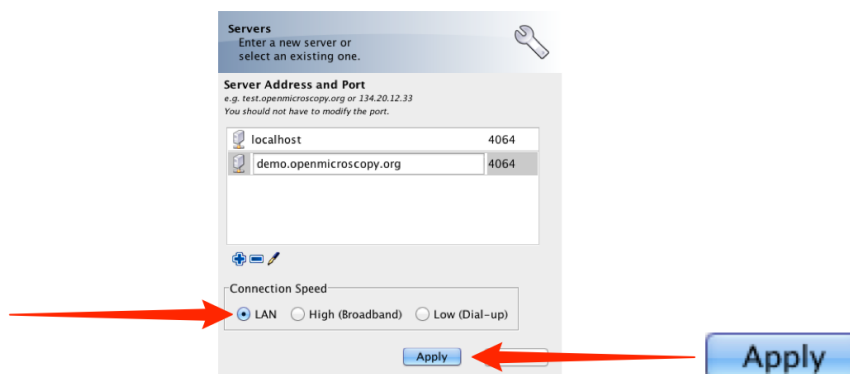 Servers
Enter a new server or
select an existing one.
Server Address and Port
e.g. test.openmicroscopy.org or 134.20.12.33
You should not have to modify the port.
localhost 4064
demo.openmicroscopy.org 4064
Connection Speed
LAN High (Broadband) Low (Dial-up)
Apply
Apply